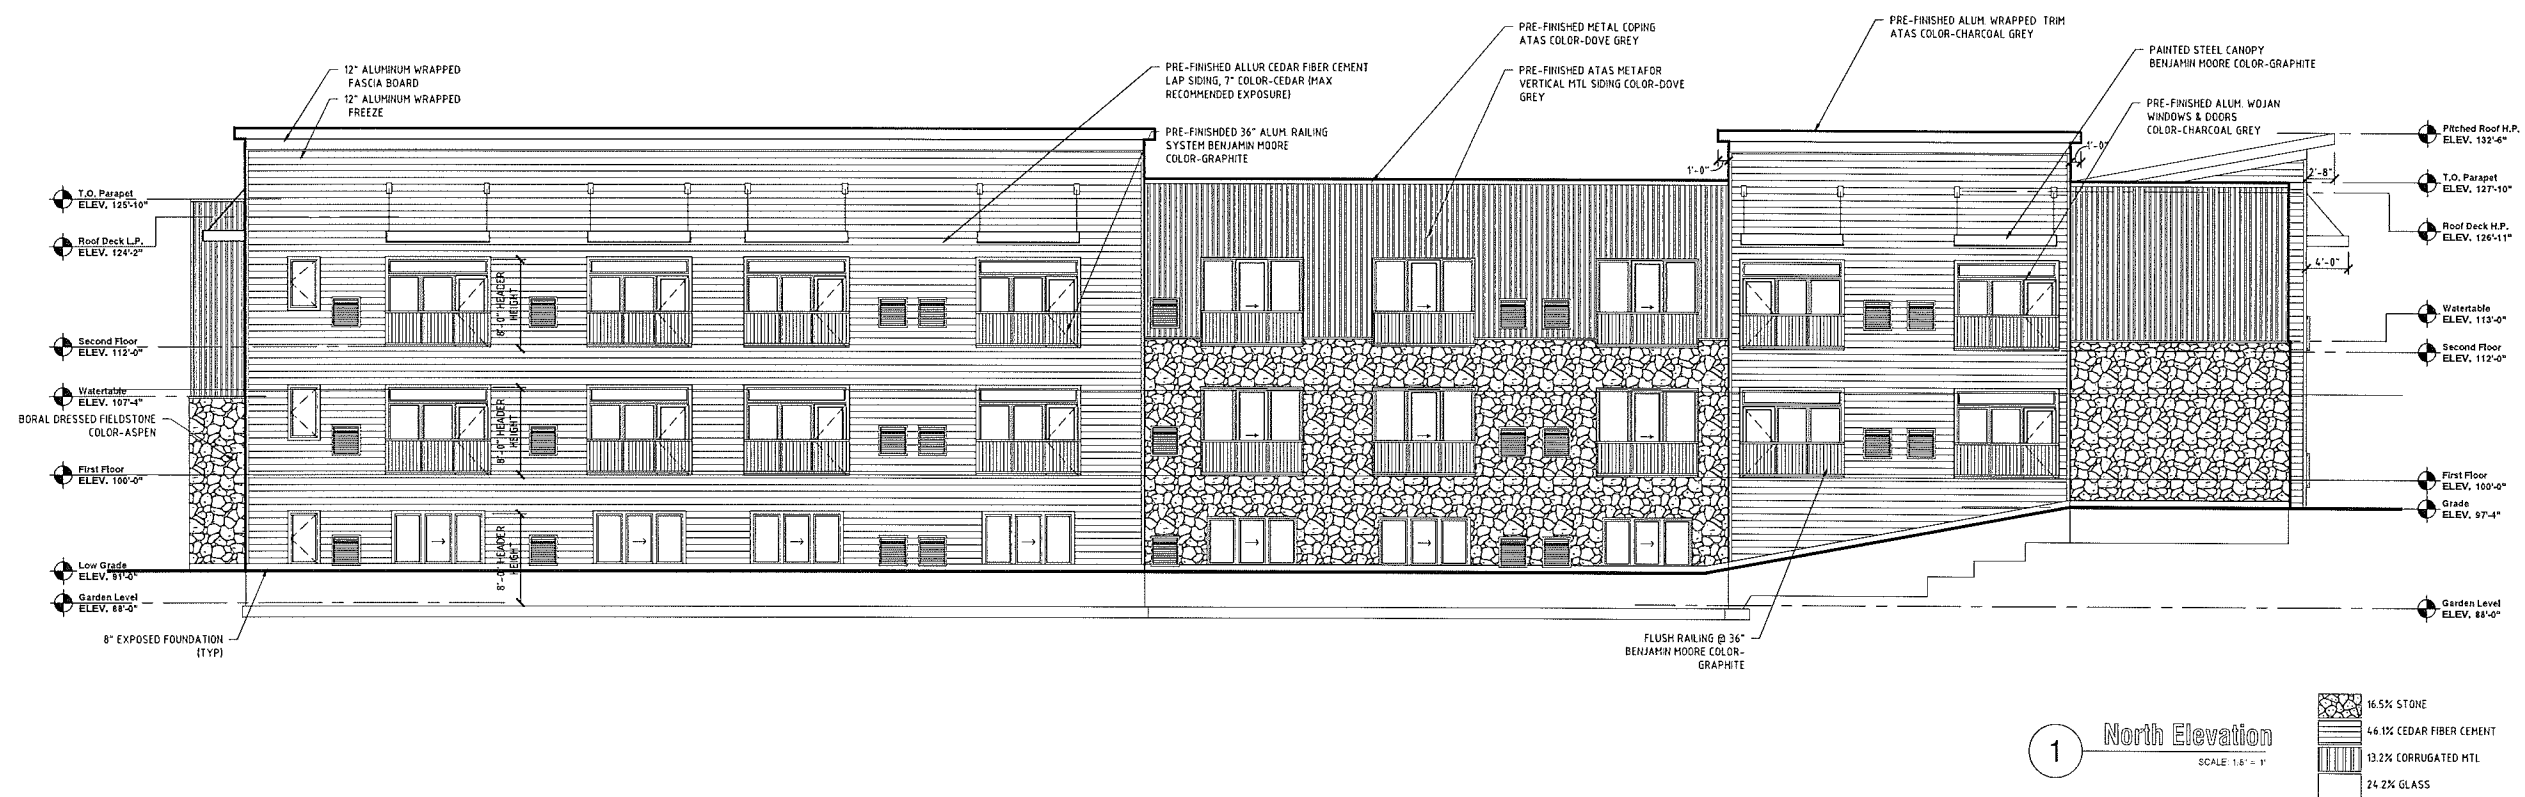 PRE-FINISHED METAL COPING
ATAS COLOR-DOVE GREY
PRE-FINISHED ALUM. WRAPPED TRIM
ATAS COLOR-CHARCOAL GREY
PAINTED STEEL CANOPY
BENJAMIN MOORE COLOR-GRAPHITE
12" ALUMINUM WRAPPED
FASCIA BOARD
12" ALUMINUM WRAPPED
FREEZE
PRE-FINISHED ALLUR CEDAR FIBER CEMENT
LAP SIDING, 7" COLOR-CEDAR (MAX
RECOMMENDED EXPOSURE)
PRE-FINISHED ATAS METAFOR
VERTICAL MTL SIDING COLOR-DOVE
GREY
PRE-FINISHED ALUM. WOJAN
WINDOWS & DOORS
COLOR-CHARCOAL GREY
PRE-FINISHDED 36" ALUM. RAILING
SYSTEM BENJAMIN MOORE
COLOR-GRAPHITE
1'-0"
1'-0"
2'-8"
4'-0"
T.O. Parapet
ELEV. 125'-10"
Roof Deck L.P.
ELEV. 124'-2"
Second Floor
ELEV. 112'-0"
Watertable
ELEV. 107'-4"
BORAL DRESSED FIELDSTONE
COLOR-ASPEN
First Floor
ELEV. 100'-0"
Low Grade
ELEV. 91'-0"
Garden Level
ELEV. 88'-0"
8" EXPOSED FOUNDATION
(TYP)
8'-0" HEADER
HEIGHT
8'-0" HEADER
HEIGHT
8'-0" HEADER
HEIGHT
Pitched Roof H.P.
ELEV. 132'-6"
T.O. Parapet
ELEV. 127'-10"
Roof Deck H.P.
ELEV. 126'-11"
Watertable
ELEV. 113'-0"
Second Floor
ELEV. 112'-0"
First Floor
ELEV. 100'-0"
Grade
ELEV. 97'-4"
Garden Level
ELEV. 88'-0"
FLUSH RAILING @ 36"
BENJAMIN MOORE COLOR-
GRAPHITE
1
North Elevation
SCALE: 1.8" = 1'
16.5% STONE
46.1% CEDAR FIBER CEMENT
13.2% CORRUGATED MTL
24.2% GLASS